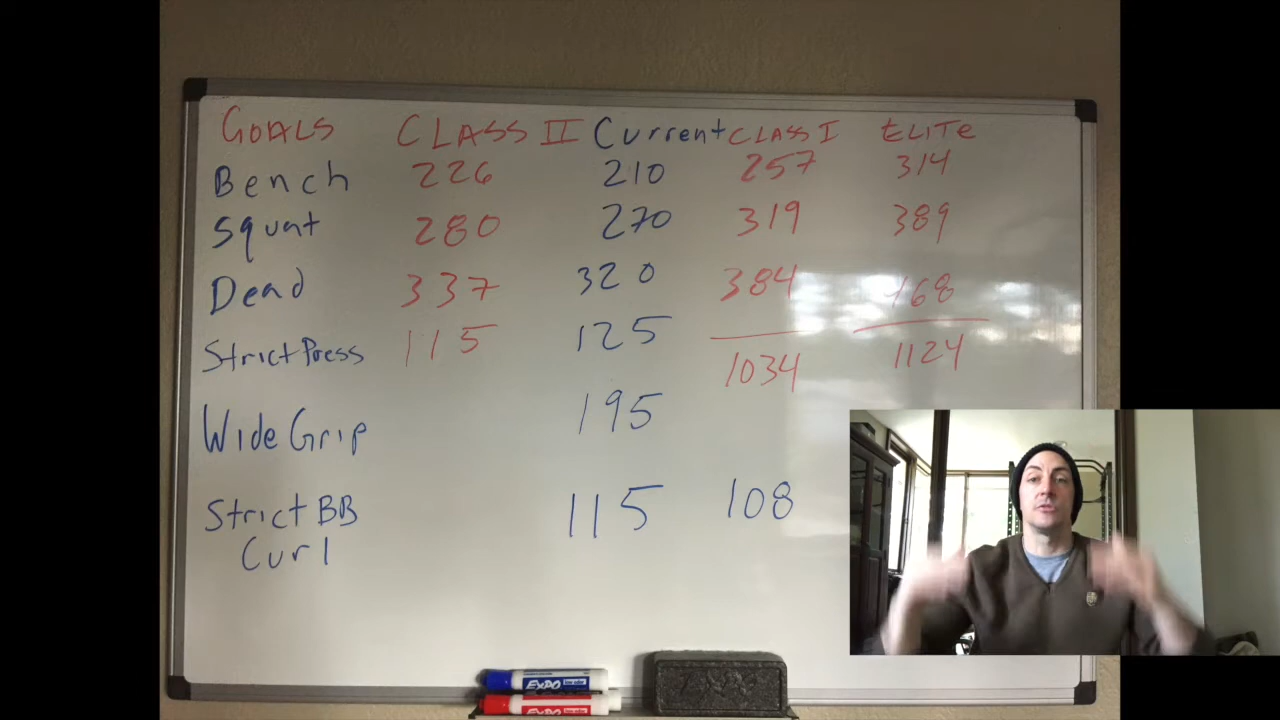 GOALS CLASS II Current CLASS I ELITE
Bench 226 210 257 314
Squat 280 270 319 389
Dead 337 320 384 468
Strict Press 115 125 1034 1124
Wide Grip 195
Strict BB 115 108
Curl
EXPO
EXPO